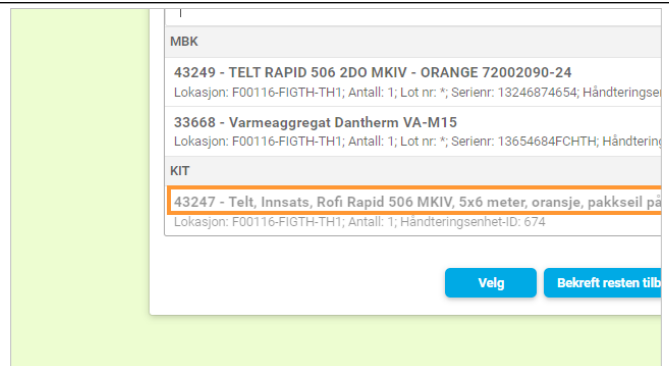 MBK
43249 - TELT RAPID 506 2DO MKIV - ORANGE 72002090-24
Lokasjon: F00116-FIGTH-TH1; Antall: 1; Lot nr: *; Serienr: 13246874654; Håndteringse
33668 - Varmeaggregat Dantherm VA-M15
Lokasjon: F00116-FIGTH-TH1; Antall: 1; Lot nr: *; Serienr: 13654684FCHTH; Håndtering
KIT
43247 - Telt, Innsats, Rofi Rapid 506 MKIV, 5x6 meter, oransje, pakkseil på
Lokasjon: F00116-FIGTH-TH1; Antall: 1; Håndteringsenhet-ID: 674
Velg
Bekreft resten tilb